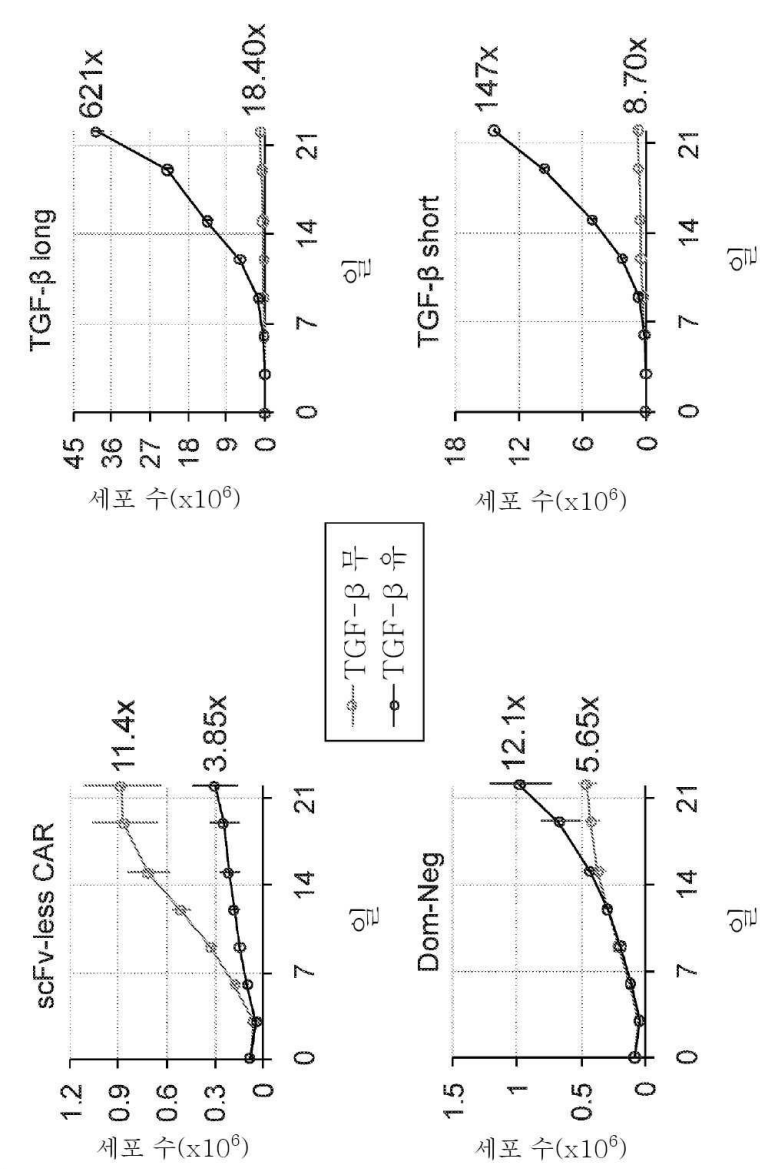 scFv-less CAR
세포 수(x10⁶)
1.2
0.9
0.6
0.3
0
11.4x
3.85x
0 7 14 21
일
TGF-β long
세포 수(x10⁶)
45
36
27
18
9
0
621x
18.40x
0 7 14 21
일
TGF-β 무
TGF-β 유
Dom-Neg
세포 수(x10⁶)
1.5
1
0.5
0
12.1x
5.65x
0 7 14 21
일
TGF-β short
세포 수(x10⁶)
18
12
6
0
147x
8.70x
0 7 14 21
일